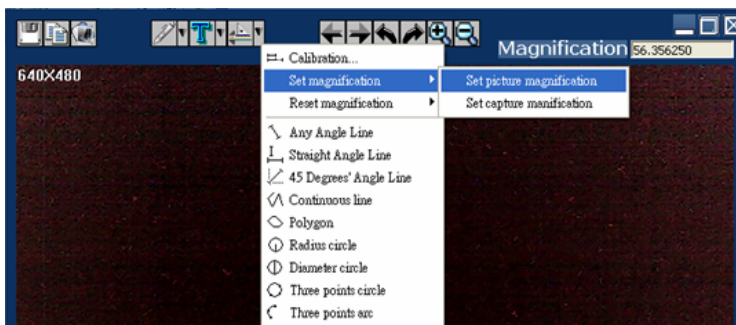 T
Magnification 56.356250
640X480
Calibration...
Set magnification
Set picture magnification
Reset magnification
Set capture manification
Any Angle Line
Straight Angle Line
45 Degrees' Angle Line
Continuous line
Polygon
Radius circle
Diameter circle
Three points circle
Three points arc